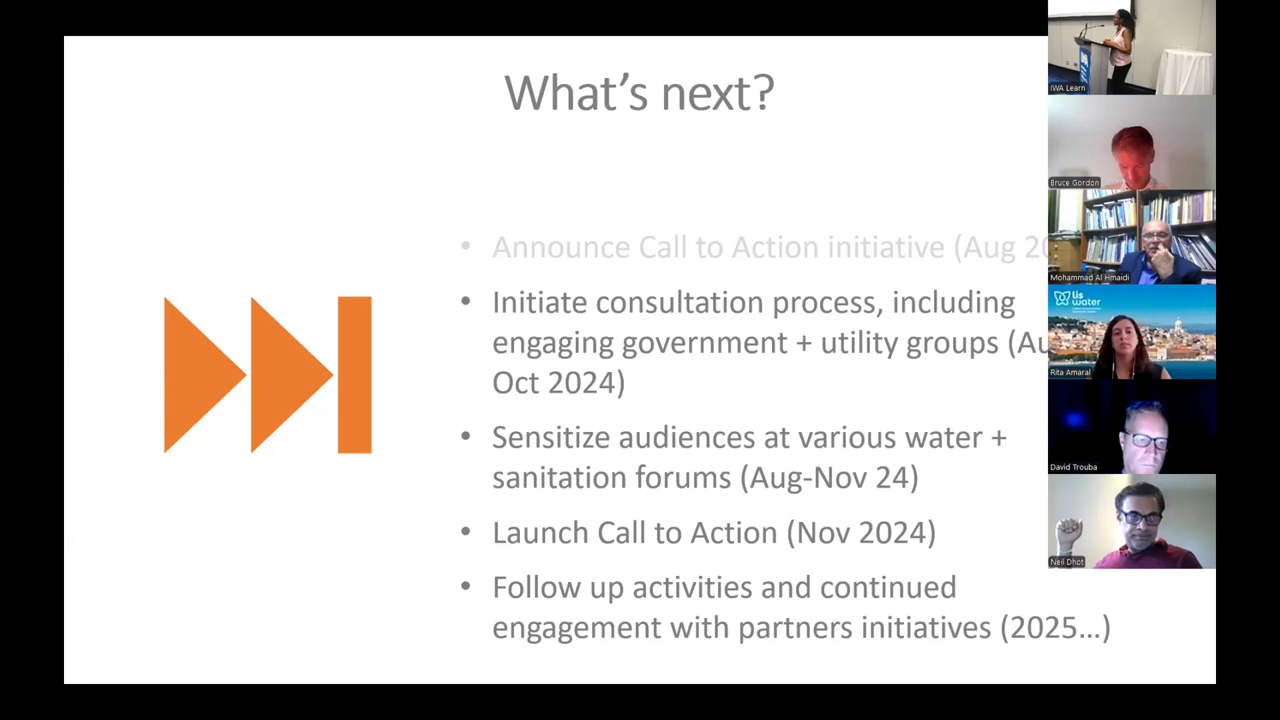 What's next?
• Announce Call to Action initiative (Aug
• Initiate consultation process, including
engaging government + utility groups
Oct 2024)
• Sensitize audiences at various water +
sanitation forums (Aug-Nov 24)
• Launch Call to Action (Nov 2024)
• Follow up activities and continued
engagement with partners initiatives (2025...)
IWA Learn
Bruce Gordon
Mohammad Al Hmaidi
lis
water
Rita Amaral
David Trouba
Neil Dhot